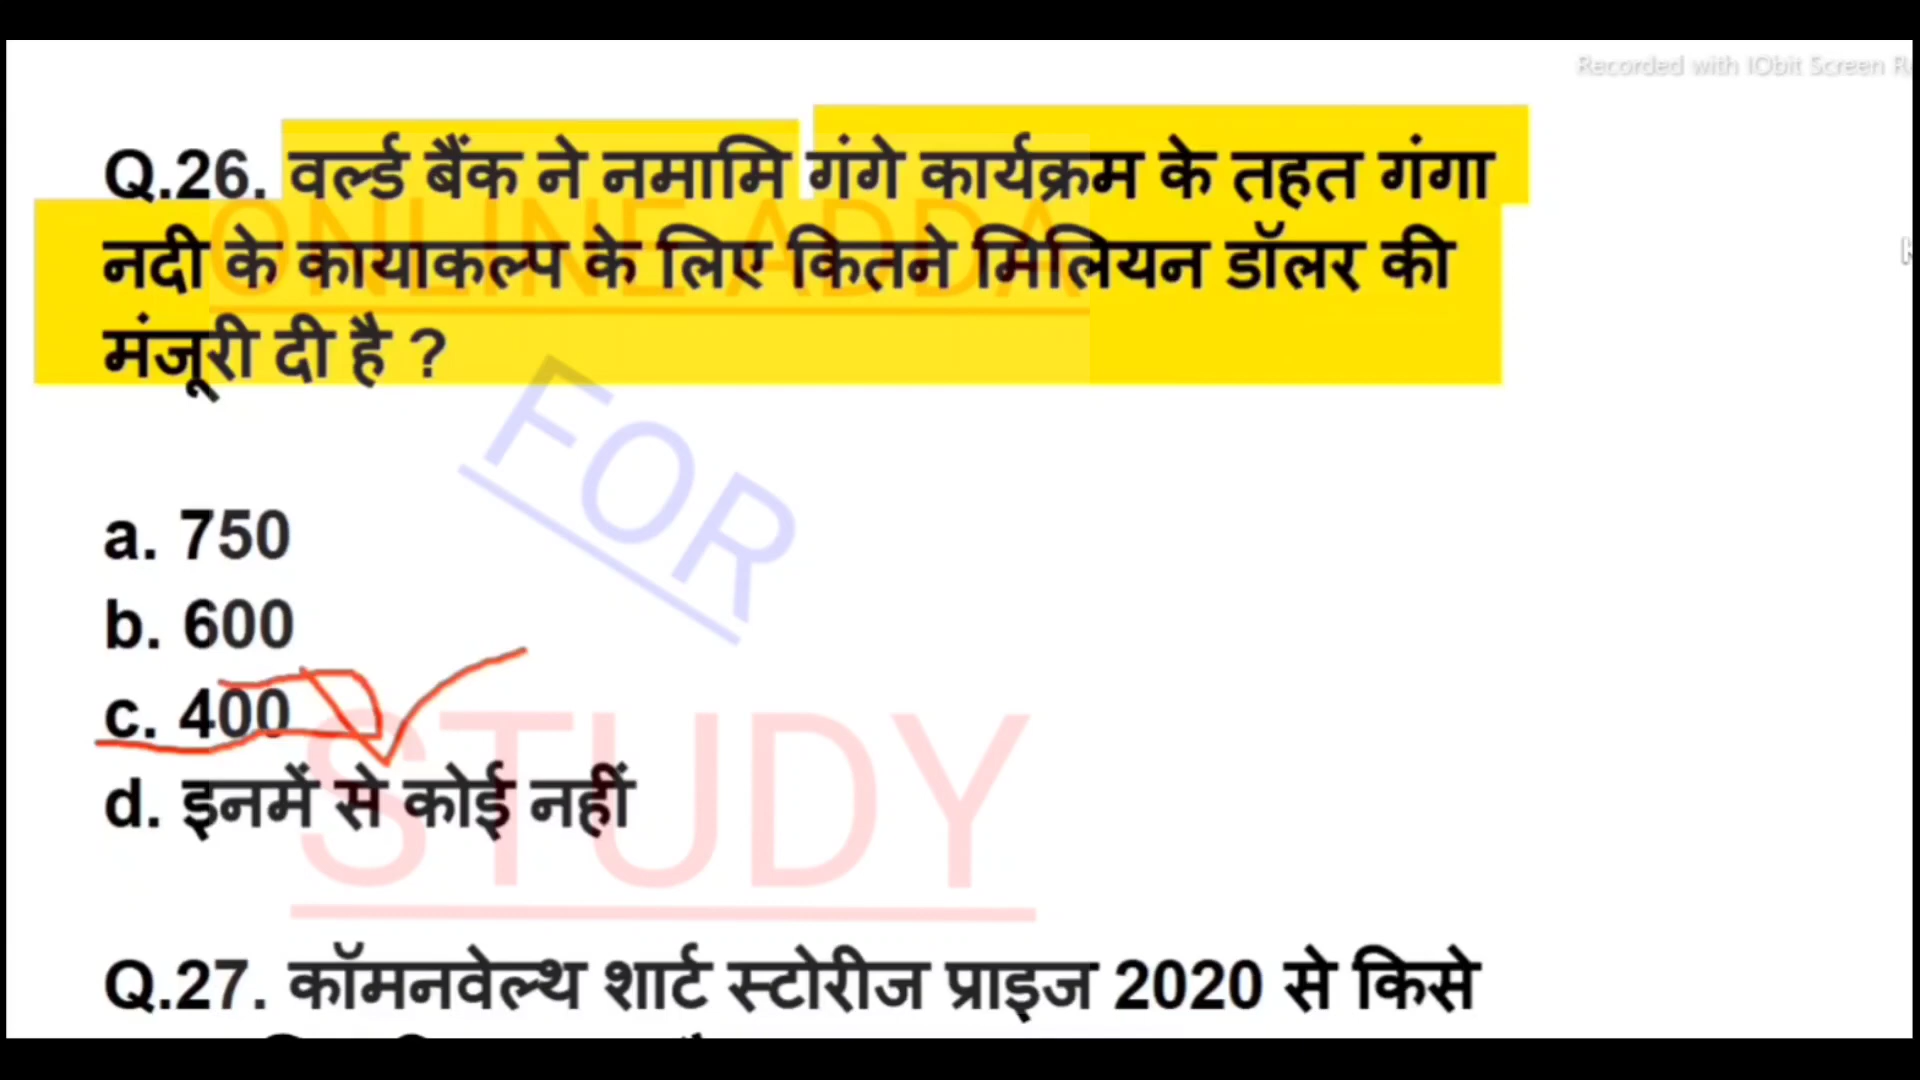 Recorded with IObit Screen R
Q.26. वर्ल्ड बैंक ने नमामि गंगे कार्यक्रम के तहत गंगा
नदी के कायाकल्प के लिए कितने मिलियन डॉलर की
मंजूरी दी है ?
ONLINE ADDA
FOR
a. 750
b. 600
c. 400
d. इनमें से कोई नहीं
STUDY
Q.27. कॉमनवेल्थ शार्ट स्टोरीज प्राइज 2020 से किसे